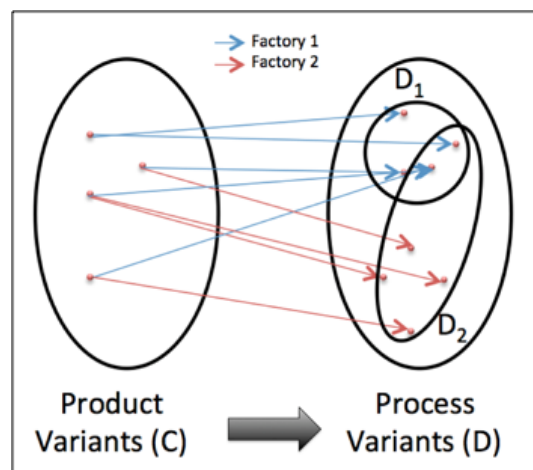 Factory 1
Factory 2
D1
D2
Product
Variants (C)
Process
Variants (D)